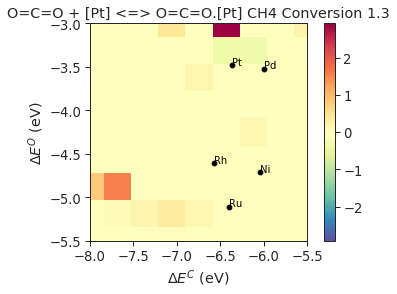 O=C=O + [Pt] <=> O=C=O.[Pt] CH4 Conversion 1.3
−3.0
−3.5
−4.0
−4.5
−5.0
−5.5
ΔE^O (eV)
Pt
Pd
Rh
Ni
Ru
−8.0 −7.5 −7.0 −6.5 −6.0 −5.5
ΔE^C (eV)
2
1
0
−1
−2